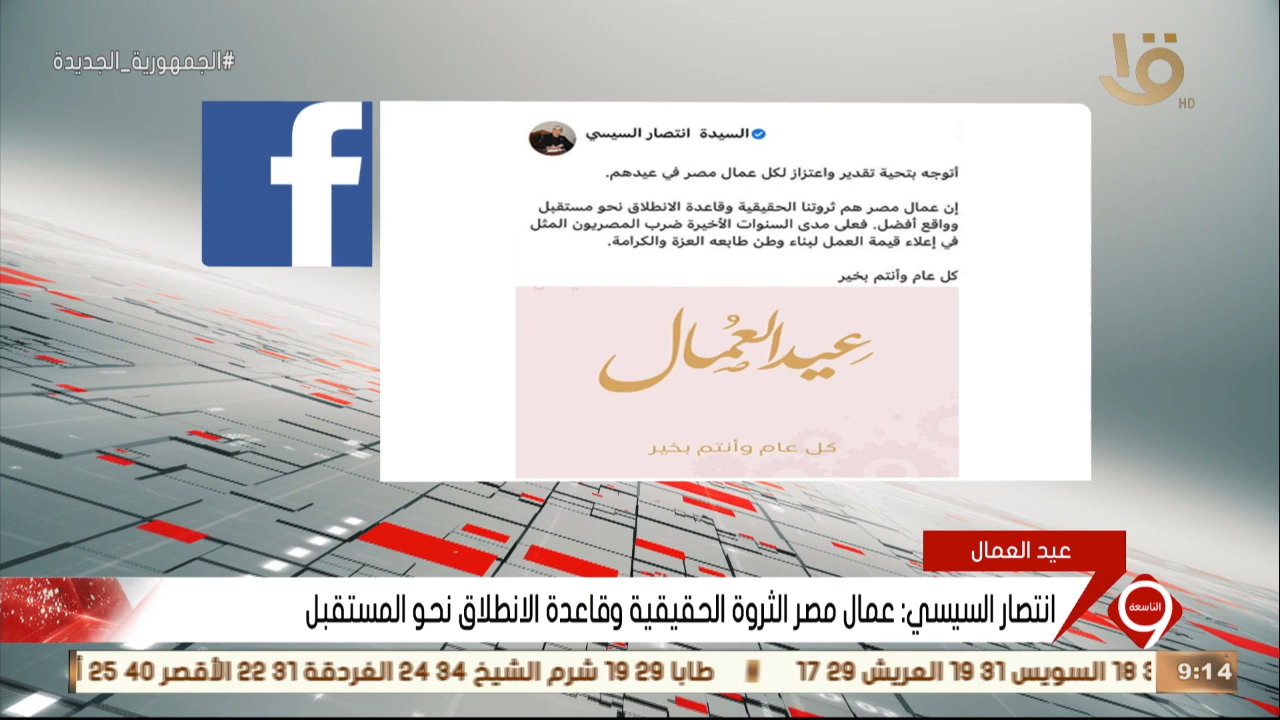 #الجمهورية_الجديدة
HD
السيدة انتصار السيسي
أتوجه بتحية تقدير واعتزاز لكل عمال مصر في عيدهم.
إن عمال مصر هم ثروتنا الحقيقية وقاعدة الانطلاق نحو مستقبل
وواقع أفضل. فعلى مدى السنوات الأخيرة ضرب المصريون المثل
في إعلاء قيمة العمل لبناء وطن طابعه العزة والكرامة.
كل عام وأنتم بخير
عيد العمال
كل عام وأنتم بخير
عيد العمال
التاسعة
9
انتصار السيسي: عمال مصر الثروة الحقيقية وقاعدة الانطلاق نحو المستقبل
9:14
18 السويس 31 19 العريش 29 17 طابا 29 19 شرم الشيخ 34 24 الغردقة 31 22 الأقصر 40 25